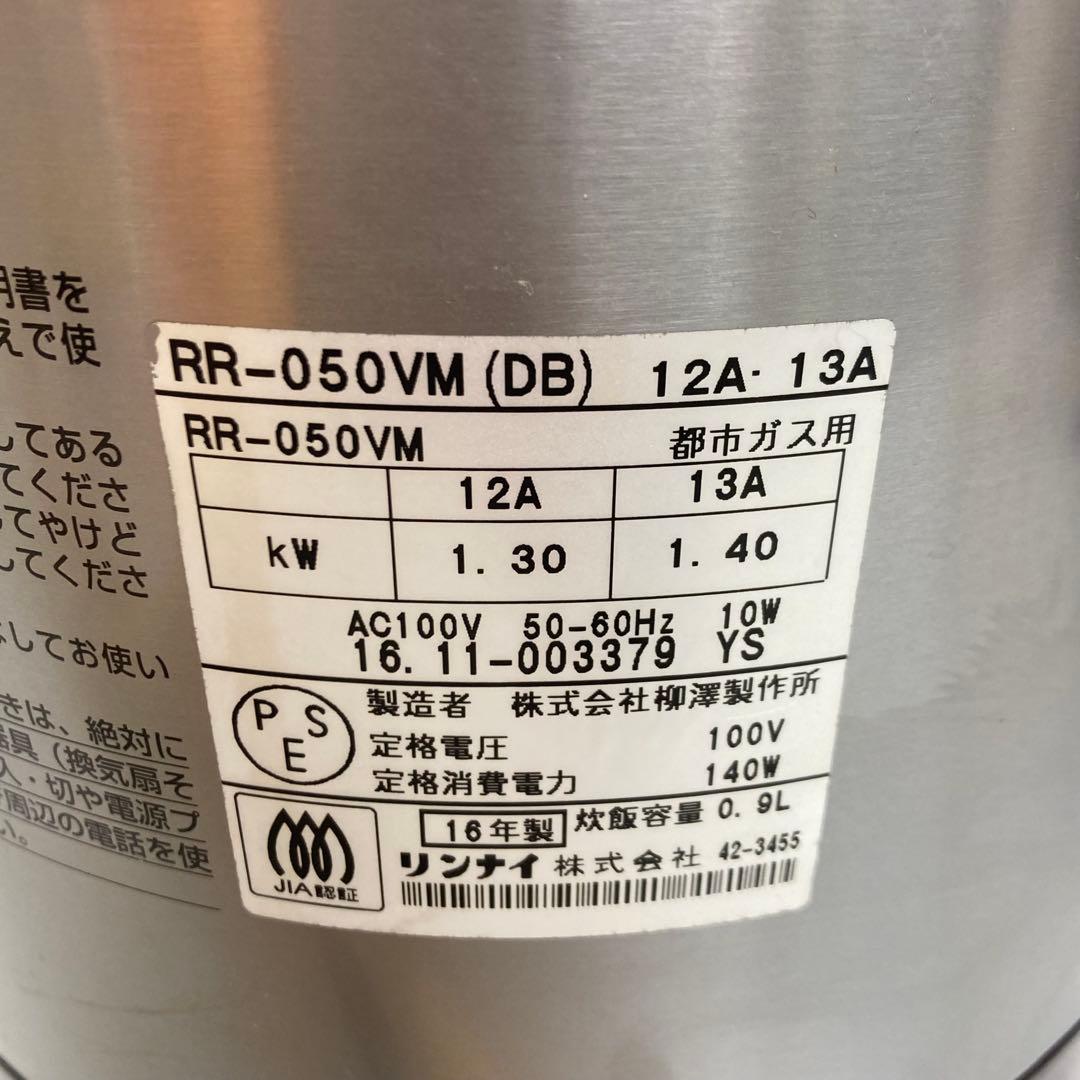 明書を
えで使
してある
てくださ
してやけど
してくださ
してお使い
きは、絶対に
器具（換気扇そ
入・切や電源プ
周辺の電話を使
い。
RR-050VM (DB) 12A・13A
RR-050VM 都市ガス用
12A 13A
kW 1.30 1.40
AC100V 50-60Hz 10W
16.11-003379 YS
PSE
製造者 株式会社柳澤製作所
定格電圧 100V
定格消費電力 140W
16年製 炊飯容量 0.9L
リンナイ株式会社 42-3455
JIA認証